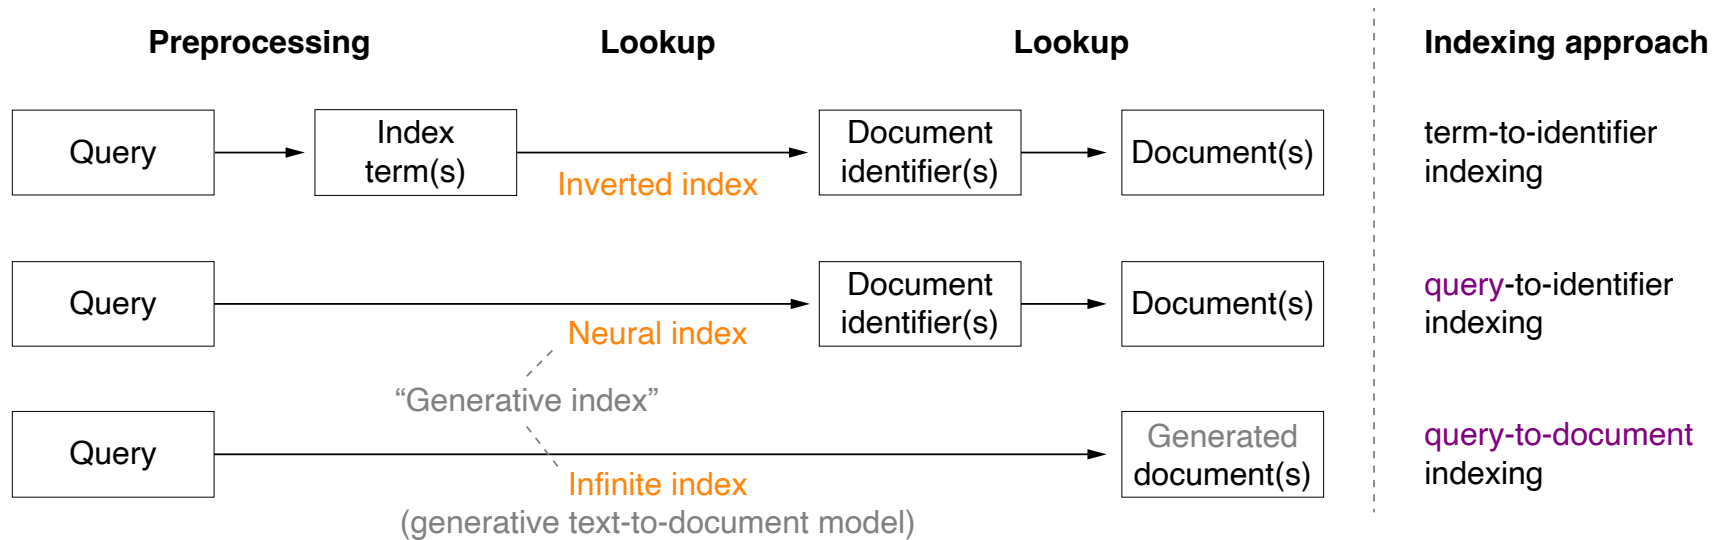 Preprocessing Lookup Lookup Indexing approach
Query
Index
term(s)
Inverted index
Document
identifier(s)
Document(s)
term-to-identifier
indexing
Query
Neural index
Document
identifier(s)
Document(s)
query-to-identifier
indexing
“Generative index”
Query
Infinite index
(generative text-to-document model)
Generated
document(s)
query-to-document
indexing